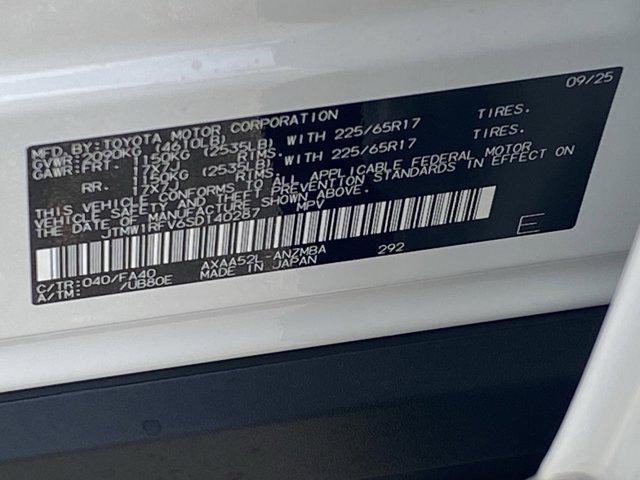 MFD.BY:TOYOTA MOTOR CORPORATION 09/25
GVWR:2090KG (4610LB)
GAWR:FRT. 1150KG (2535LB) WITH 225/65R17 TIRES.
17X7J RIMS.
RR. 1150KG (2535LB) WITH 225/65R17 TIRES.
17X7J RIMS.
THIS VEHICLE CONFORMS TO ALL APPLICABLE FEDERAL MOTOR
VEHICLE SAFETY AND THEFT PREVENTION STANDARDS IN EFFECT ON
THE DATE OF MANUFACTURE SHOWN ABOVE.
JTMW1RFV6SD140287 MPV
E
C/TR:040/FA40 AXAA52L-ANZMBA 292
A/TM: /UB80E MADE IN JAPAN